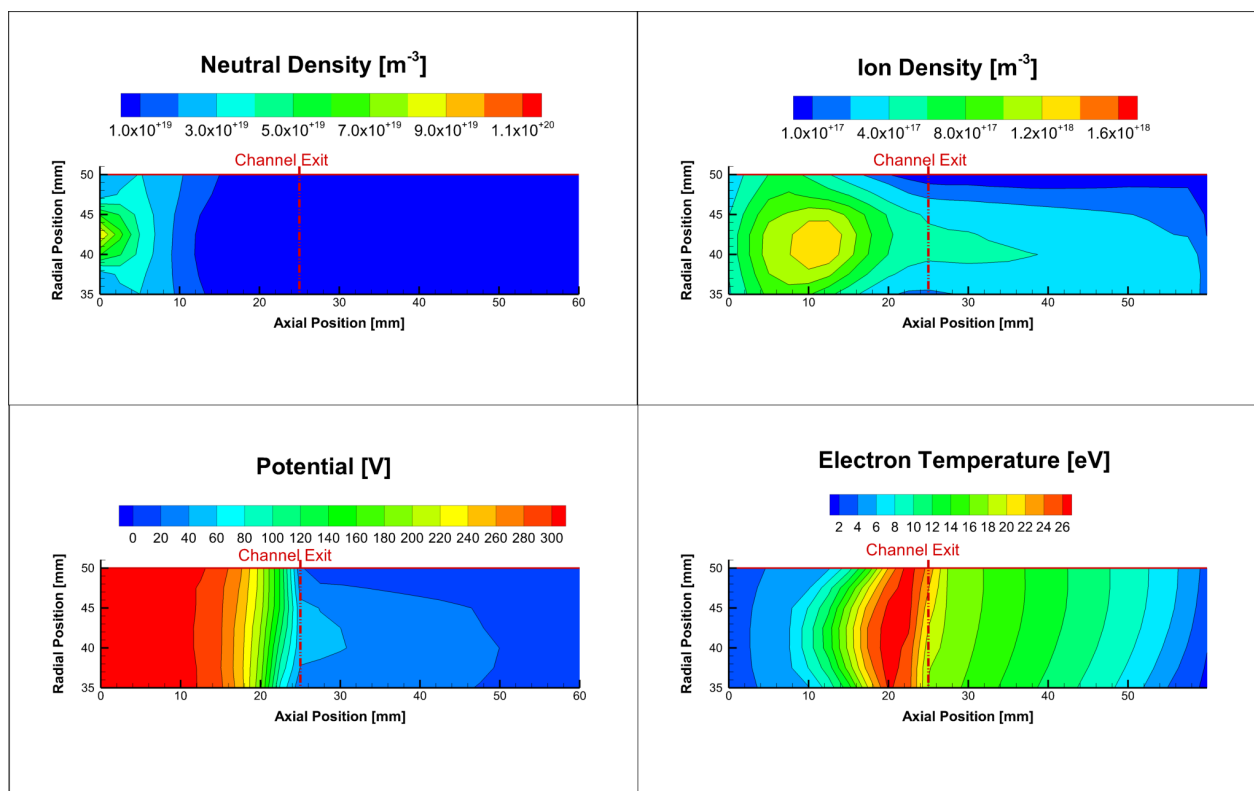 Neutral Density [m⁻³]
1.0x10⁺¹⁹ 3.0x10⁺¹⁹ 5.0x10⁺¹⁹ 7.0x10⁺¹⁹ 9.0x10⁺¹⁹ 1.1x10⁺²⁰
Channel Exit
Radial Position [mm]
50
45
40
35
0 10 20 30 40 50 60
Axial Position [mm]
Ion Density [m⁻³]
1.0x10⁺¹⁷ 4.0x10⁺¹⁷ 8.0x10⁺¹⁷ 1.2x10⁺¹⁸ 1.6x10⁺¹⁸
Channel Exit
Radial Position [mm]
50
45
40
35
0 10 20 30 40 50
Axial Position [mm]
Potential [V]
0 20 40 60 80 100 120 140 160 180 200 220 240 260 280 300
Channel Exit
Radial Position [mm]
50
45
40
35
0 10 20 30 40 50 60
Axial Position [mm]
Electron Temperature [eV]
2 4 6 8 10 12 14 16 18 20 22 24 26
Channel Exit
Radial Position [mm]
50
45
40
35
0 10 20 30 40 50
Axial Position [mm]